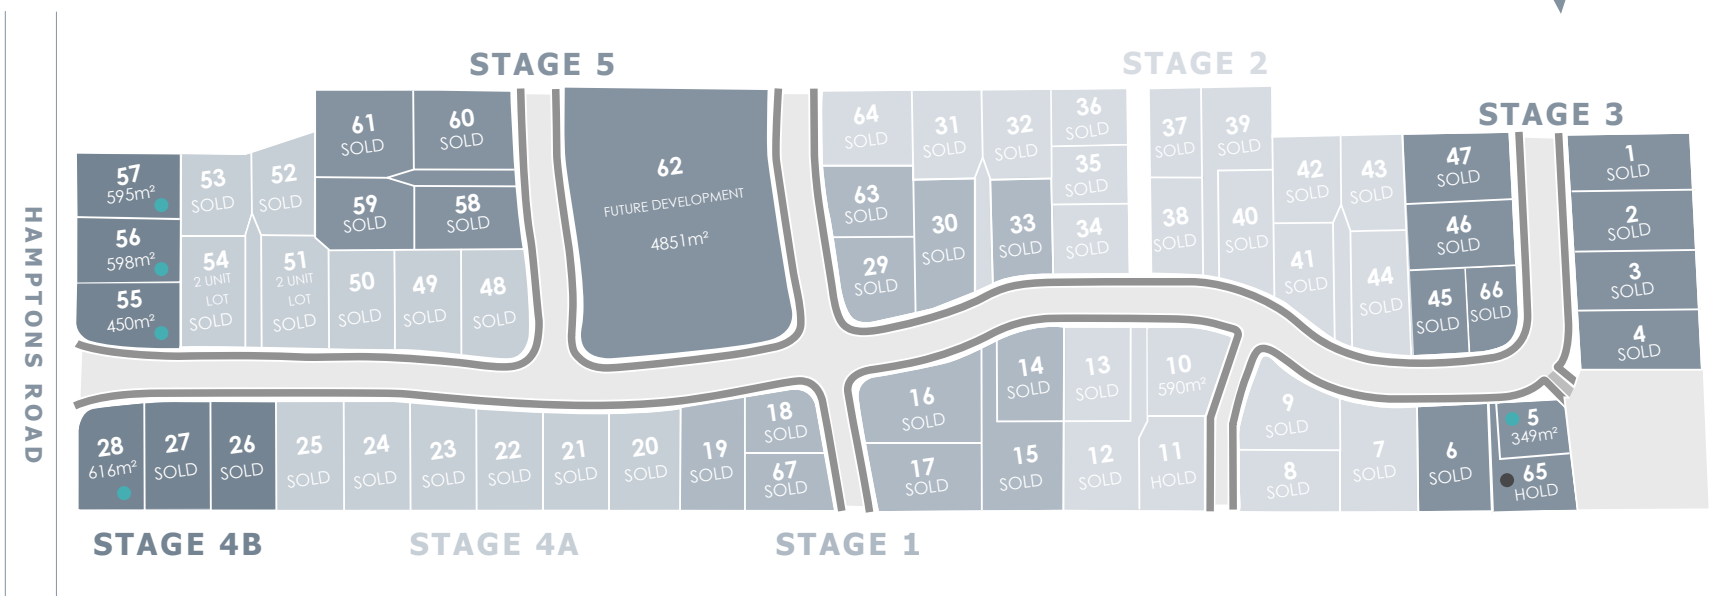 HAMPTONS ROAD
STAGE 5
STAGE 2
STAGE 3
57
595m²
56
598m²
55
450m²
53
SOLD
52
SOLD
54
2 UNIT
LOT
SOLD
51
2 UNIT
LOT
SOLD
61
SOLD
60
SOLD
59
SOLD
58
SOLD
50
SOLD
49
SOLD
48
SOLD
62
FUTURE DEVELOPMENT
4851m²
64
SOLD
63
SOLD
29
SOLD
31
SOLD
30
SOLD
32
SOLD
33
SOLD
36
SOLD
35
SOLD
34
SOLD
37
SOLD
38
SOLD
39
SOLD
40
SOLD
42
SOLD
41
SOLD
43
SOLD
44
SOLD
47
SOLD
46
SOLD
45
SOLD
66
SOLD
1
SOLD
2
SOLD
3
SOLD
4
SOLD
28
616m²
27
SOLD
26
SOLD
25
SOLD
24
SOLD
23
SOLD
22
SOLD
21
SOLD
20
SOLD
19
SOLD
18
SOLD
67
SOLD
16
SOLD
17
SOLD
14
SOLD
15
SOLD
13
SOLD
12
SOLD
10
590m²
11
HOLD
9
SOLD
8
SOLD
7
SOLD
6
SOLD
5
349m²
65
HOLD
STAGE 4B
STAGE 4A
STAGE 1